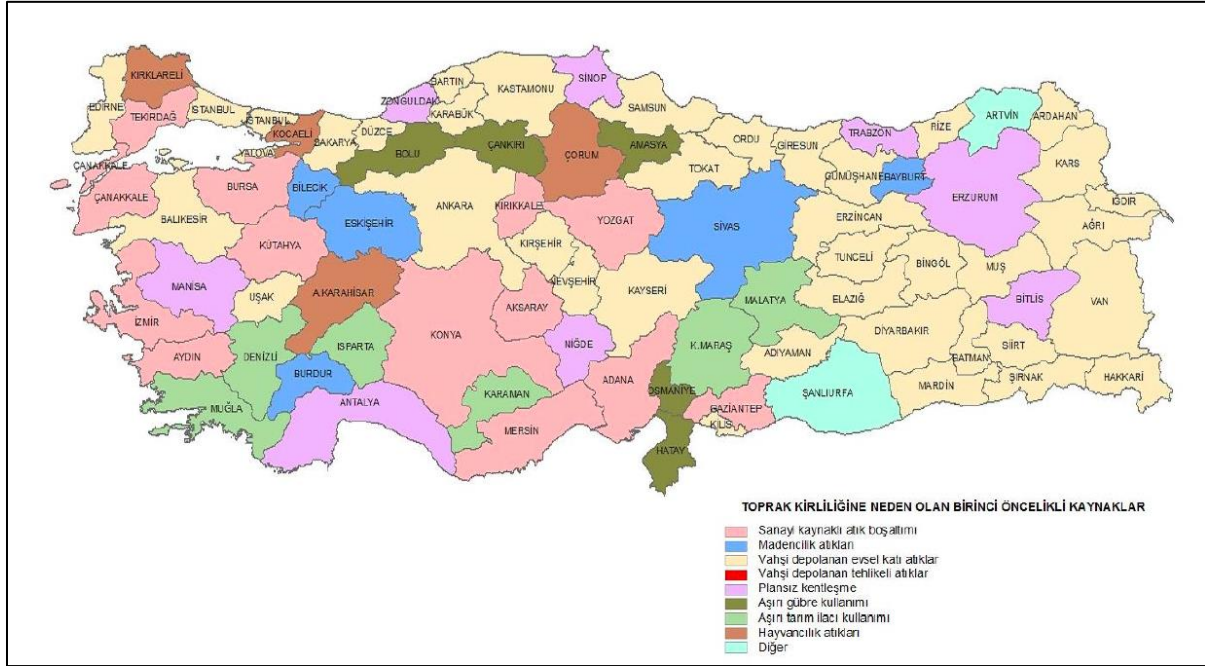 KIRKLARELİ
EDİRNE
TEKİRDAĞ
İSTANBUL
İSTANBUL
KOCAELİ
YALOVA
SAKARYA
DÜZCE
ZONGULDAK
BARTIN
KARABÜK
KASTAMONU
SİNOP
SAMSUN
BOLU
ÇANKIRI
ÇORUM
AMASYA
ORDU
GİRESUN
TOKAT
TRABZON
RİZE
ARTVİN
ARDAHAN
GÜMÜŞHANE
BAYBURT
KARS
ERZURUM
IĞDIR
AĞRI
ÇANAKKALE
ÇANAKKALE
BURSA
BİLECİK
BALIKESİR
ESKİŞEHİR
ANKARA
KIRIKKALE
YOZGAT
SİVAS
ERZİNCAN
KÜTAHYA
KIRŞEHİR
TUNCELİ
BİNGÖL
MUŞ
MANİSA
UŞAK
A.KARAHİSAR
NEVŞEHİR
KAYSERİ
MALATYA
ELAZIĞ
BİTLİS
VAN
İZMİR
AKSARAY
KONYA
DİYARBAKIR
AYDIN
DENİZLİ
ISPARTA
NİĞDE
K.MARAŞ
ADIYAMAN
BATMAN
SİİRT
BURDUR
ADANA
OSMANİYE
ŞANLIURFA
MARDİN
ŞIRNAK
HAKKARİ
MUĞLA
ANTALYA
KARAMAN
MERSİN
GAZİANTEP
KİLİS
HATAY
TOPRAK KİRLİLİĞİNE NEDEN OLAN BİRİNCİ ÖNCELİKLİ KAYNAKLAR
Sanayi kaynaklı atık boşaltımı
Madencilik atıkları
Vahşi depolanan evsel katı atıklar
Vahşi depolanan tehlikeli atıklar
Plansız kentleşme
Aşırı gübre kullanımı
Aşırı tarım ilacı kullanımı
Hayvancılık atıkları
Diğer